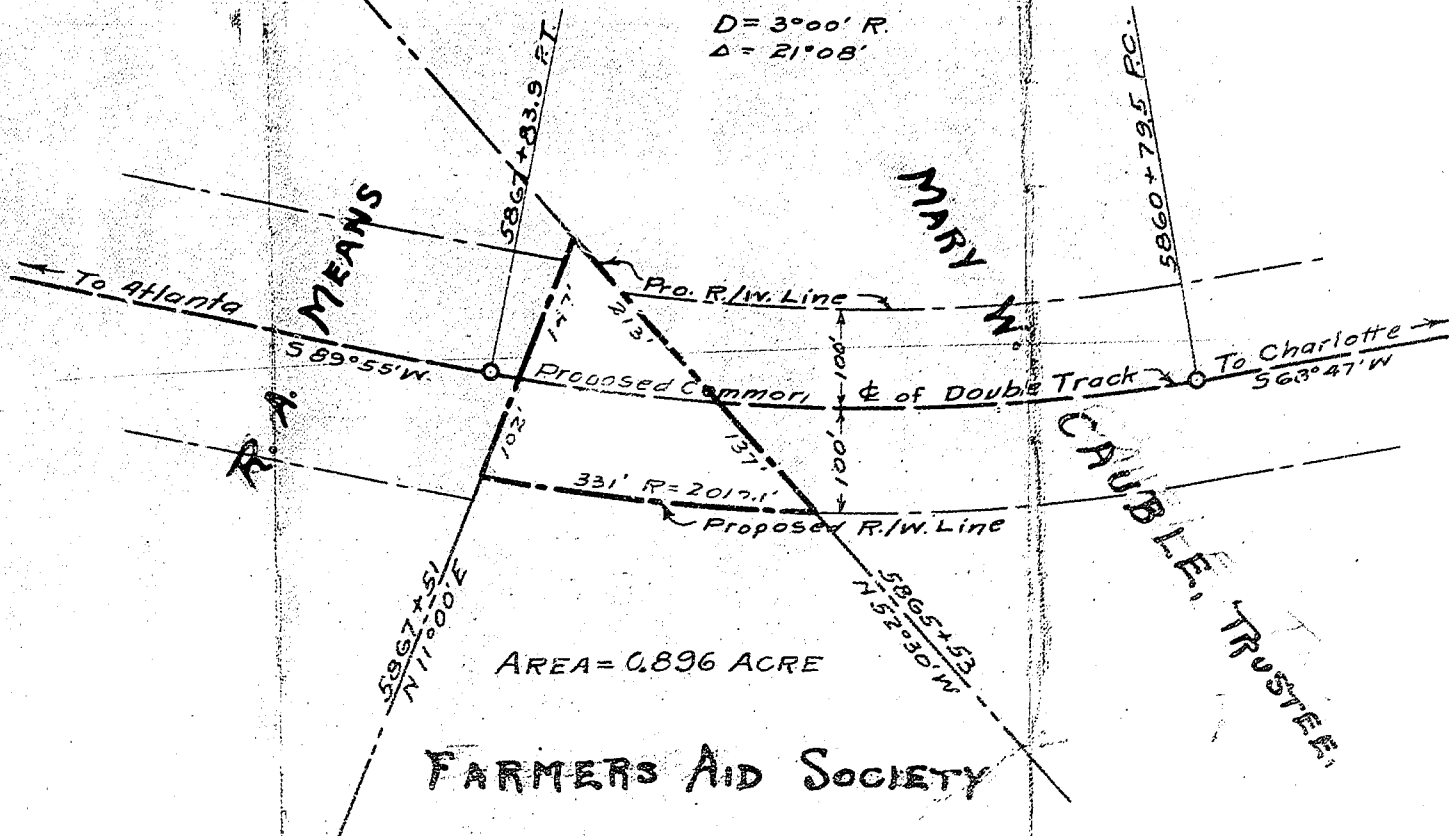 D = 3°00' R.
Δ = 21°08'
5867 + 83.9 P.T.
5860 + 79.5 P.C.
R. A. MEANS
MARY W. CAUBLE, TRUSTEE,
To Atlanta
S 89°55' W.
147'
213'
Pro. R./W. Line
100'
Proposed Common ℄ of Double Track
To Charlotte
S 63°47' W
102'
137'
100'
331'
Proposed R./W. Line
5867 + 51
N 11°00' E
5865 + 53
N 52°30' W
AREA = 0.896 ACRE
FARMERS AID SOCIETY